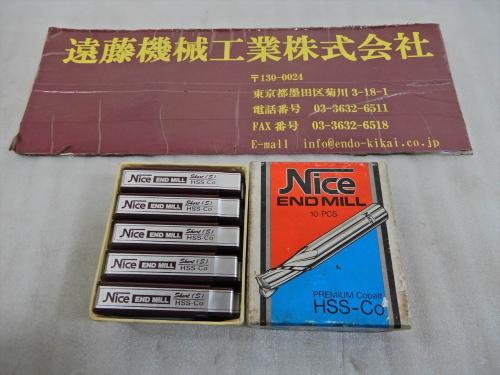 遠藤機械工業株式会社
〒130-0024
東京都墨田区菊川3-18-1
電話番号 03-3632-6511
FAX番号 03-3632-6518
E-mail info@endo-kikai.co.jp
Nice END MILL Short (S) HSS-Co
Nice END MILL Short (S) HSS-Co
Nice END MILL Short (S) HSS-Co
Nice END MILL Short (S) HSS-Co
Nice END MILL Short (S) HSS-Co
Nice
END MILL
10 PCS
PREMIUM Cobalt
HSS-Co